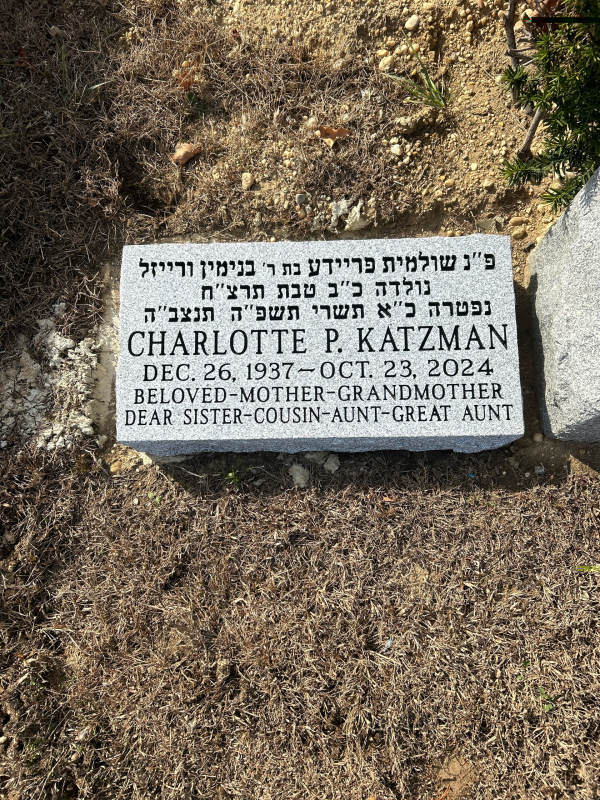 פ״נ שולמית פריידע בת ר׳ בנימין ורייזל
נולדה כ״ב טבת תרצ״ח
נפטרה כ״א תשרי תשפ״ה תנצב״ה
CHARLOTTE P. KATZMAN
DEC. 26, 1937–OCT. 23, 2024
BELOVED-MOTHER-GRANDMOTHER
DEAR SISTER-COUSIN-AUNT-GREAT AUNT